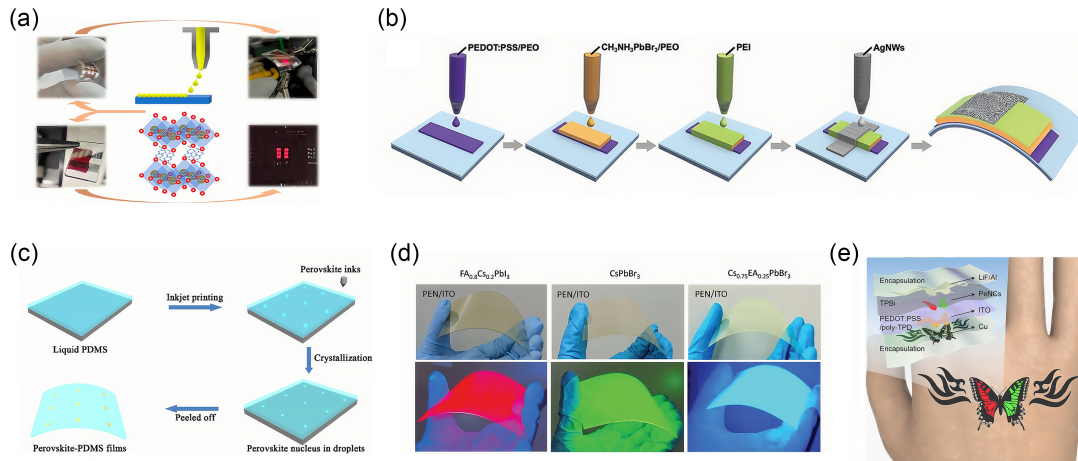 (a)
(b)
PEDOT:PSS/PEO
CH₃NH₃PbBr₃/PEO
PEI
AgNWs
(c)
Perovskite inks
Inkjet printing
Liquid PDMS
Crystallization
Peeled off
Perovskite-PDMS films
Perovskite nucleus in droplets
(d)
FA₀.₈Cs₀.₂PbI₃
CsPbBr₃
Cs₀.₇₅EA₀.₂₅PbBr₃
PEN/ITO
PEN/ITO
PEN/ITO
(e)
Encapsulation
LiF/Al
TPBi
PeNCs
PEDOT:PSS
/poly-TPD
ITO
Cu
Encapsulation